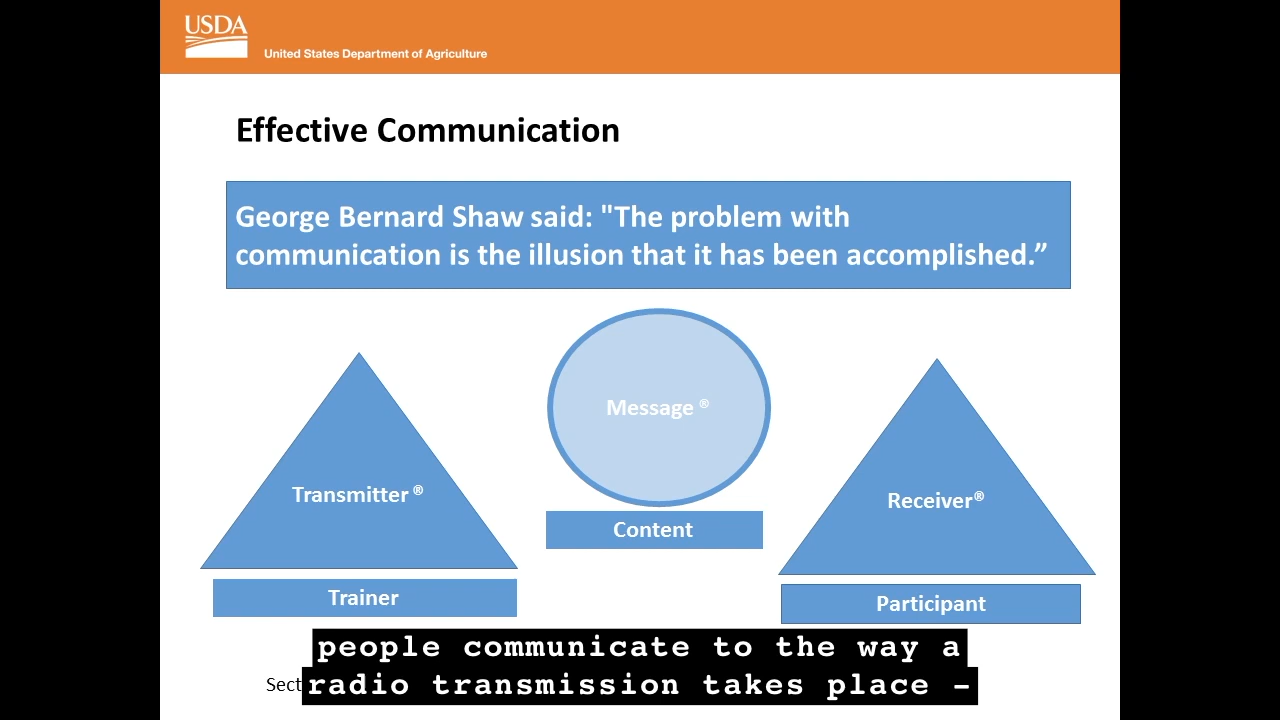 USDA
United States Department of Agriculture
Effective Communication
George Bernard Shaw said: "The problem with
communication is the illusion that it has been accomplished.”
Message ®
Transmitter ®
Receiver®
Content
Trainer
Participant
people communicate to the way a
radio transmission takes place –